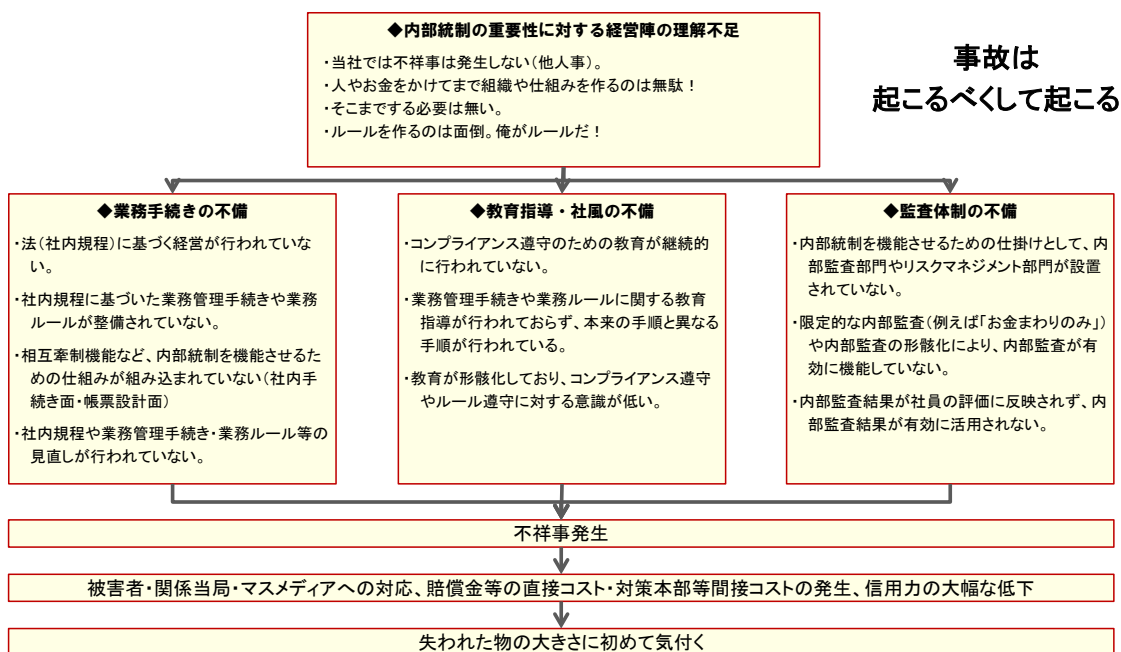 ◆内部統制の重要性に対する経営陣の理解不足
・当社では不祥事は発生しない(他人事)。
・人やお金をかけてまで組織や仕組みを作るのは無駄！
・そこまでする必要は無い。
・ルールを作るのは面倒。俺がルールだ！
事故は
起こるべくして起こる
◆業務手続きの不備
・法(社内規程)に基づく経営が行われていな
い。
・社内規程に基づいた業務管理手続きや業務
ルールが整備されていない。
・相互牽制機能など、内部統制を機能させるた
めの仕組みが組み込まれていない(社内手
続き面・帳票設計面)
・社内規程や業務管理手続き・業務ルール等の
見直しが行われていない。
◆教育指導・社風の不備
・コンプライアンス遵守のための教育が継続的
に行われていない。
・業務管理手続きや業務ルールに関する教育
指導が行われておらず、本来の手順と異なる
手順が行われている。
・教育が形骸化しており、コンプライアンス遵守
やルール遵守に対する意識が低い。
◆監査体制の不備
・内部統制を機能させるための仕掛けとして、内
部監査部門やリスクマネジメント部門が設置
されていない。
・限定的な内部監査(例えば「お金まわりのみ」)
や内部監査の形骸化により、内部監査が有
効に機能していない。
・内部監査結果が社員の評価に反映されず、内
部監査結果が有効に活用されない。
不祥事発生
被害者・関係当局・マスメディアへの対応、賠償金等の直接コスト・対策本部等間接コストの発生、信用力の大幅な低下
失われた物の大きさに初めて気付く